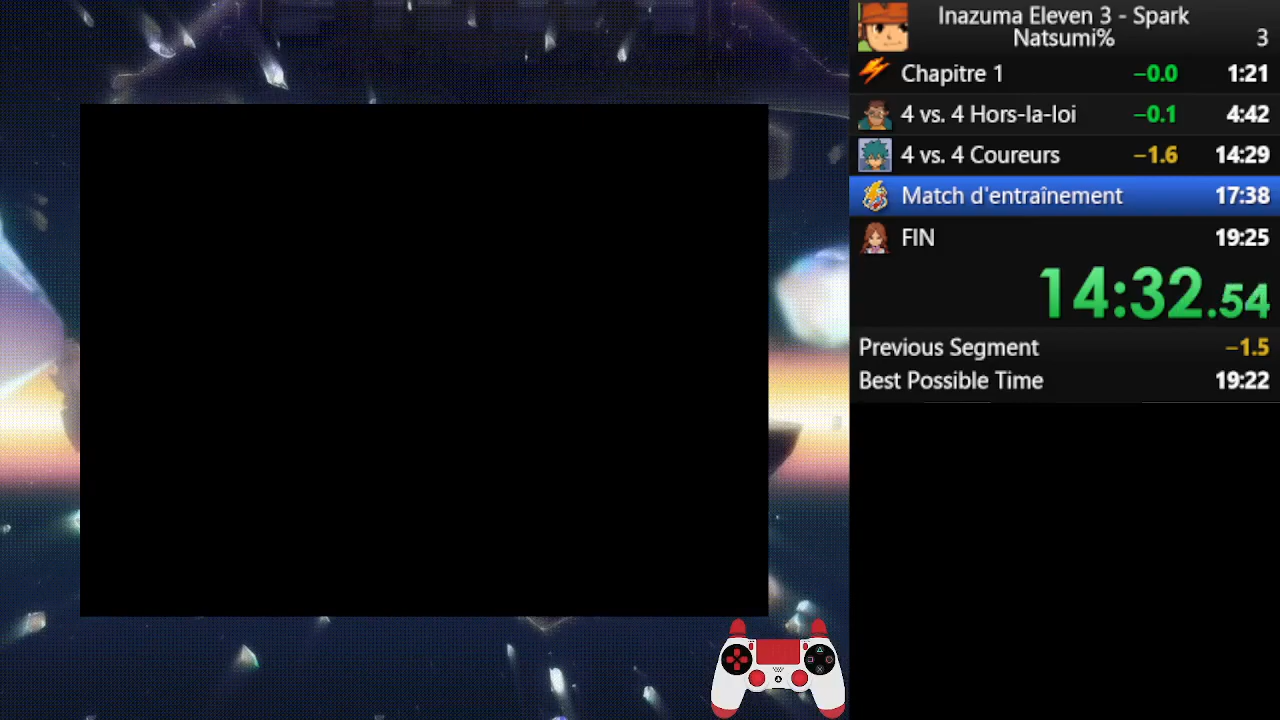 Inazuma Eleven 3 - Spark
Natsumi% 3
Chapitre 1 −0.0 1:21
4 vs. 4 Hors-la-loi −0.1 4:42
4 vs. 4 Coureurs −1.6 14:29
Match d'entraînement 17:38
FIN 19:25
14:32.54
Previous Segment −1.5
Best Possible Time 19:22